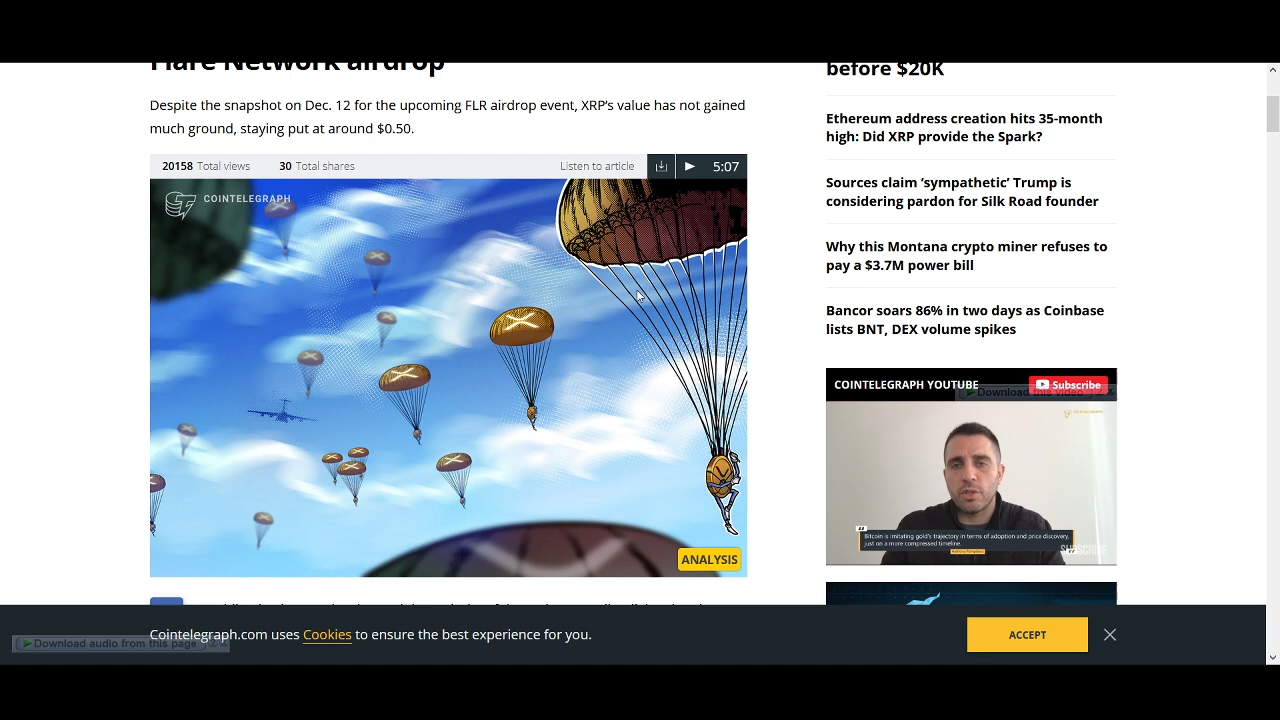 Flare Network airdrop
Despite the snapshot on Dec. 12 for the upcoming FLR airdrop event, XRP's value has not gained
much ground, staying put at around $0.50.
20158 Total views 30 Total shares Listen to article 5:07
COINTELEGRAPH
ANALYSIS
before $20K
Ethereum address creation hits 35-month
high: Did XRP provide the Spark?
Sources claim ‘sympathetic’ Trump is
considering pardon for Silk Road founder
Why this Montana crypto miner refuses to
pay a $3.7M power bill
Bancor soars 86% in two days as Coinbase
lists BNT, DEX volume spikes
COINTELEGRAPH YOUTUBE Subscribe
Download this video
Bitcoin is imitating gold's trajectory in terms of adoption and price discovery,
just on a more compressed timeline.
SUBSCRIBE
Cointelegraph.com uses Cookies to ensure the best experience for you.
ACCEPT
Download audio from this page